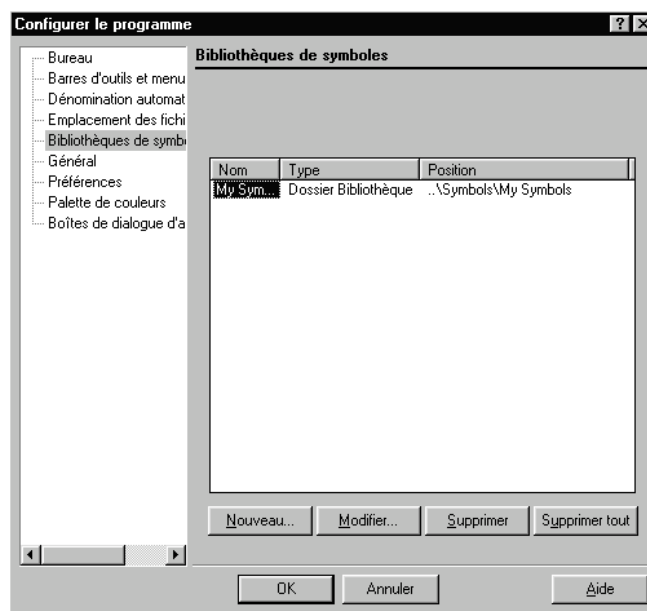 Configurer le programme
Bureau
Barres d'outils et menu
Dénomination automat
Emplacement des fichi
Bibliothèques de symb
Général
Préférences
Palette de couleurs
Boîtes de dialogue d'a
Bibliothèques de symboles
Nom Type Position
My Sym... Dossier Bibliothèque ..\Symbols\My Symbols
Nouveau... Modifier... Supprimer Supprimer tout
OK Annuler Aide